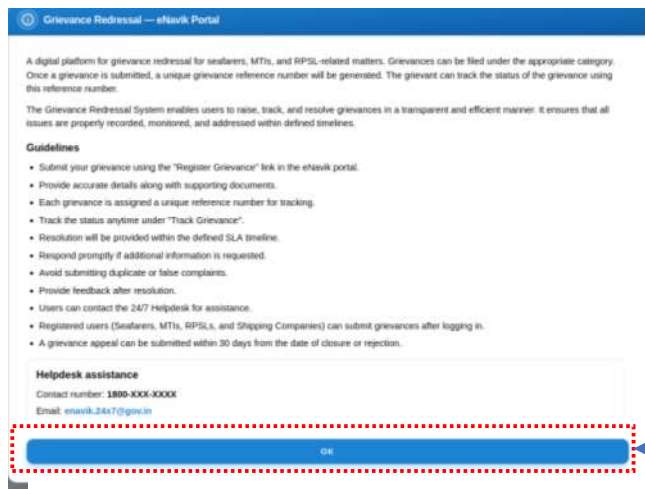 Grievance Redressal — eNavik Portal
A digital platform for grievance redressal for seafarers, MTIs, and RPSL-related matters. Grievances can be filed under the appropriate category.
Once a grievance is submitted, a unique grievance reference number will be generated. The grievant can track the status of the grievance using
this reference number.
The Grievance Redressal System enables users to raise, track, and resolve grievances in a transparent and efficient manner. It ensures that all
issues are properly recorded, monitored, and addressed within defined timelines.
Guidelines
• Submit your grievance using the "Register Grievance" link in the eNavik portal.
• Provide accurate details along with supporting documents.
• Each grievance is assigned a unique reference number for tracking.
• Track the status anytime under "Track Grievance".
• Resolution will be provided within the defined SLA timeline.
• Respond promptly if additional information is requested.
• Avoid submitting duplicate or false complaints.
• Provide feedback after resolution.
• Users can contact the 24/7 Helpdesk for assistance.
• Registered users (Seafarers, MTIs, RPSLs, and Shipping Companies) can submit grievances after logging in.
• A grievance appeal can be submitted within 30 days from the date of closure or rejection.
Helpdesk assistance
Contact number: 1800-XXX-XXXX
Email: enavik.24x7@gov.in
OK